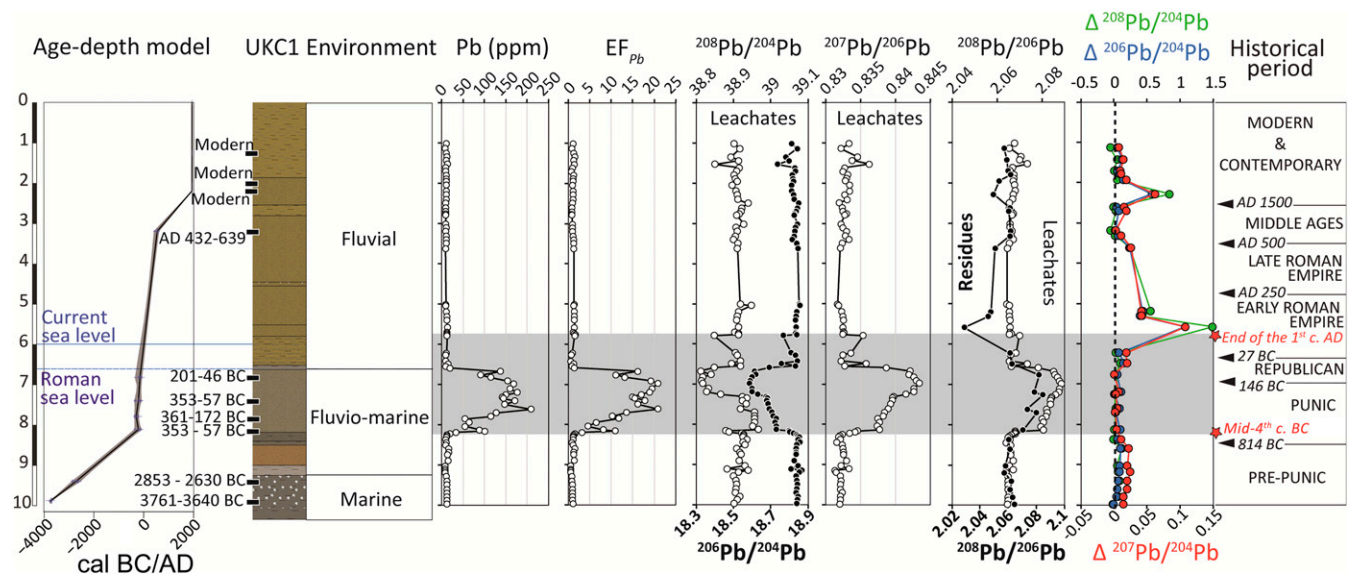 Δ 208Pb/204Pb
Age-depth model UKC1 Environment Pb (ppm) EFPb 208Pb/204Pb 207Pb/206Pb 208Pb/206Pb Δ 206Pb/204Pb Historical period
0 50 100 150 200 250
0 5 10 15 20 25
38.8 38.9 39 39.1
0.83 0.835 0.84 0.845
2.04 2.06 2.08
-0.5 0 0.5 1 1.5
0
1
2
3
4
5
6
7
8
9
10
Modern
Modern
Modern
AD 432-639
Current
sea level
Roman
sea level
201-46 BC
353-57 BC
361-172 BC
353 - 57 BC
2853 - 2630 BC
3761-3640 BC
Fluvial
Fluvio-marine
Marine
Leachates
Leachates
Residues
Leachates
MODERN
&
CONTEMPORARY
AD 1500
MIDDLE AGES
AD 500
LATE ROMAN
EMPIRE
AD 250
EARLY ROMAN
EMPIRE
End of the 1st c. AD
27 BC
REPUBLICAN
146 BC
PUNIC
Mid-4th c. BC
814 BC
PRE-PUNIC
-4000 -2000 0 2000
cal BC/AD
18.3 18.5 18.7 18.9
206Pb/204Pb
2.02 2.04 2.06 2.08 2.1
208Pb/206Pb
-0.05 0 0.05 0.1 0.15
Δ 207Pb/204Pb